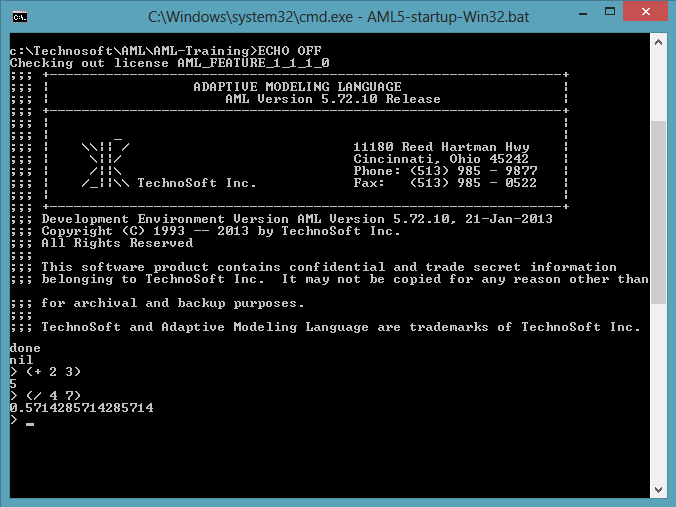 C:\Windows\system32\cmd.exe - AML5-startup-Win32.bat
c:\Technosoft\AML\AML-Training>ECHO OFF
Checking out license AML_FEATURE_1_1_1_0
;;; +----------------------------------------------------------------+
;;; | ADAPTIVE MODELING LANGUAGE |
;;; | AML Version 5.72.10 Release |
;;; +----------------------------------------------------------------+
;;; | |
;;; | _ |
;;; | \\|| / 11180 Reed Hartman Hwy |
;;; | \||/ Cincinnati, Ohio 45242 |
;;; | /||\ Phone: (513) 985 - 9877 |
;;; | /_||\\ TechnoSoft Inc. Fax: (513) 985 - 0522 |
;;; | |
;;; +----------------------------------------------------------------+
;;; Development Environment Version AML Version 5.72.10, 21-Jan-2013
;;; Copyright (C) 1993 -- 2013 by TechnoSoft Inc.
;;; All Rights Reserved
;;;
;;; This software product contains confidential and trade secret information
;;; belonging to TechnoSoft Inc.  It may not be copied for any reason other than
;;; for archival and backup purposes.
;;;
;;; TechnoSoft and Adaptive Modeling Language are trademarks of TechnoSoft Inc.
done
nil
> (+ 2 3)
5
> (/ 4 7)
0.5714285714285714
> _